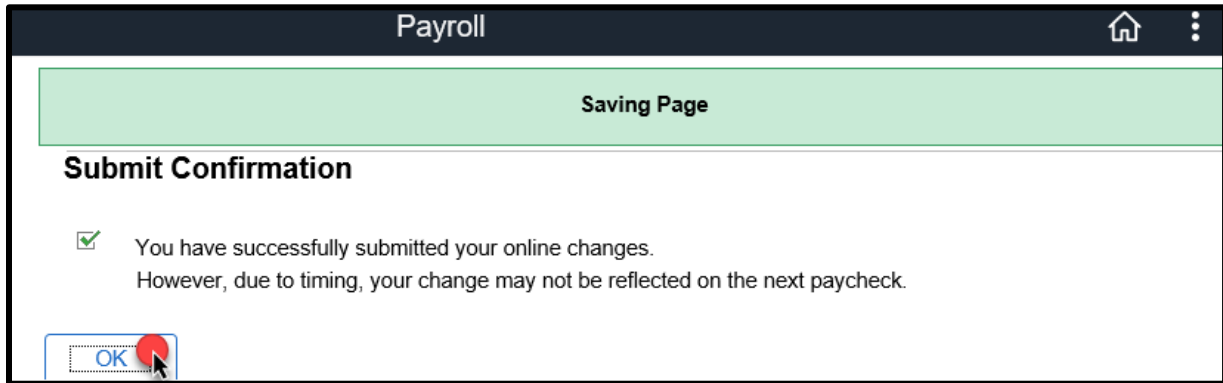 Payroll
Saving Page
Submit Confirmation
You have successfully submitted your online changes.
However, due to timing, your change may not be reflected on the next paycheck.
OK